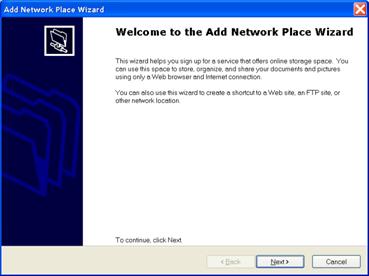 Add Network Place Wizard
Welcome to the Add Network Place Wizard
This wizard helps you sign up for a service that offers online storage space. You
can use this space to store, organize, and share your documents and pictures
using only a Web browser and Internet connection.
You can also use this wizard to create a shortcut to a Web site, an FTP site, or
other network location.
To continue, click Next.
< Back Next > Cancel